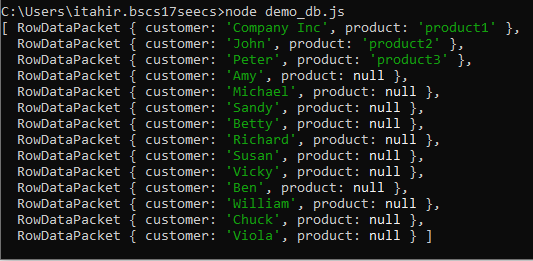 C:\Users\itahir.bscs17seecs>node demo_db.js
[ RowDataPacket { customer: 'Company Inc', product: 'product1' },
  RowDataPacket { customer: 'John', product: 'product2' },
  RowDataPacket { customer: 'Peter', product: 'product3' },
  RowDataPacket { customer: 'Amy', product: null },
  RowDataPacket { customer: 'Michael', product: null },
  RowDataPacket { customer: 'Sandy', product: null },
  RowDataPacket { customer: 'Betty', product: null },
  RowDataPacket { customer: 'Richard', product: null },
  RowDataPacket { customer: 'Susan', product: null },
  RowDataPacket { customer: 'Vicky', product: null },
  RowDataPacket { customer: 'Ben', product: null },
  RowDataPacket { customer: 'William', product: null },
  RowDataPacket { customer: 'Chuck', product: null },
  RowDataPacket { customer: 'Viola', product: null } ]